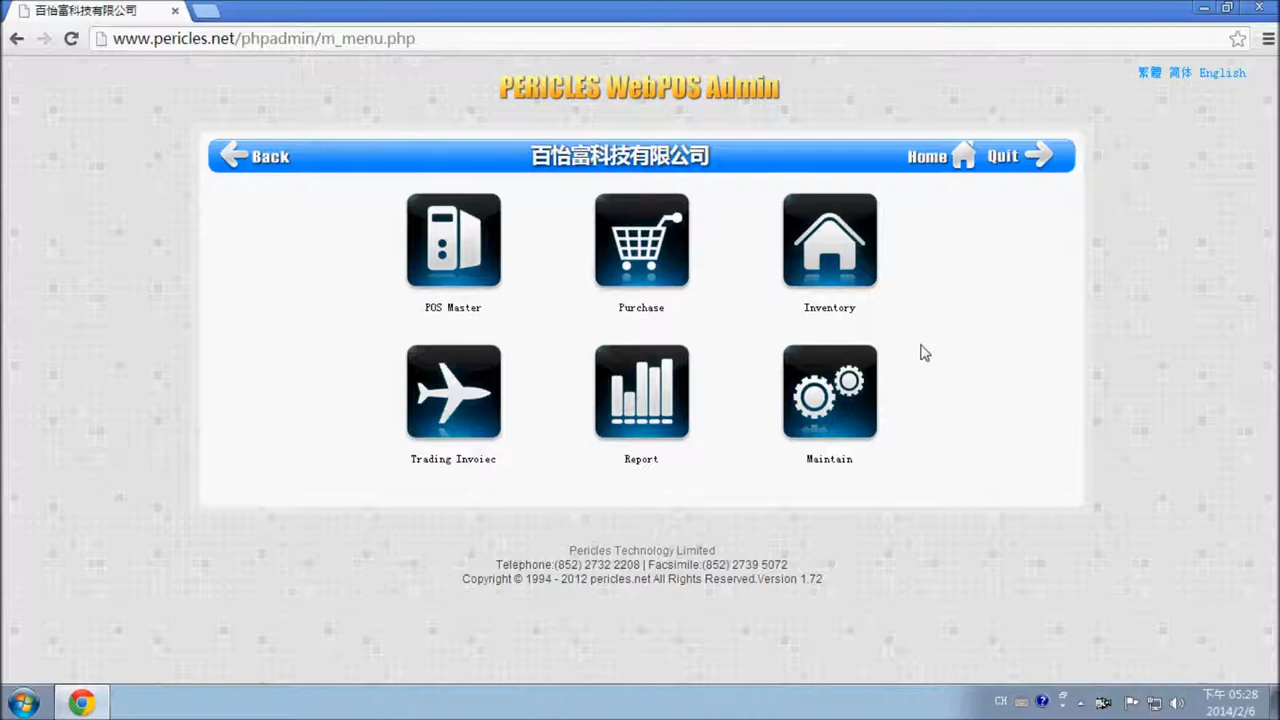 百怡富科技有限公司
www.pericles.net/phpadmin/m_menu.php
繁體 简体 English
PERICLES WebPOS Admin
Back 百怡富科技有限公司 Home Quit
POS Master Purchase Inventory
Trading Invoiec Report Maintain
Pericles Technology Limited
Telephone:(852) 2732 2208 | Facsimile:(852) 2739 5072
Copyright © 1994 - 2012 pericles.net All Rights Reserved.Version 1.72
CH 下午 05:28
2014/2/6